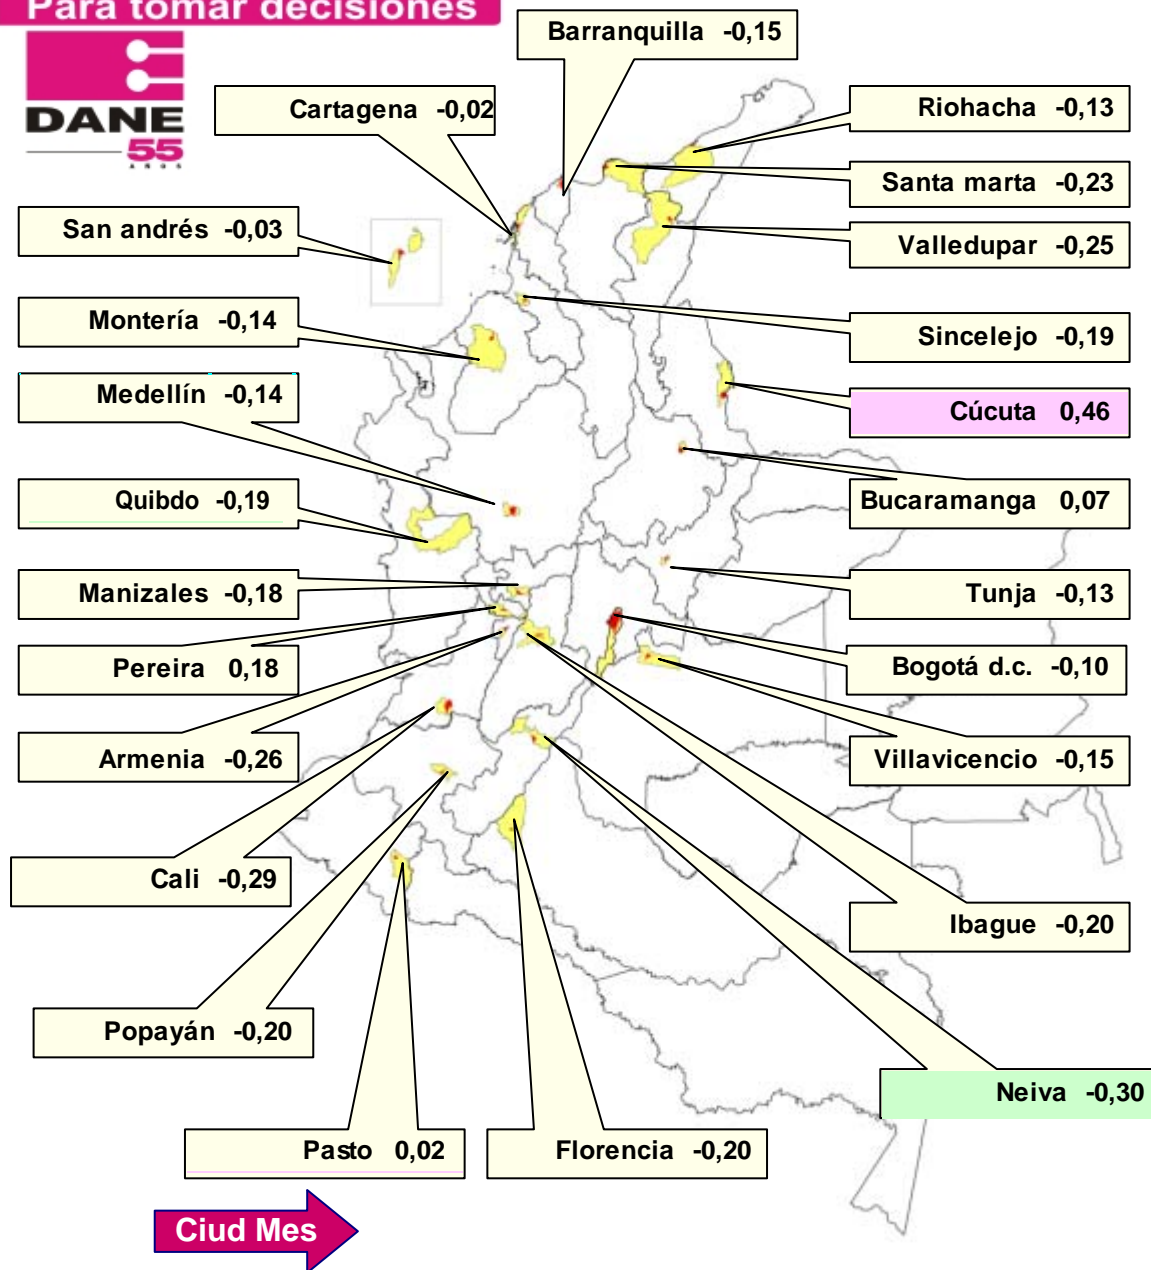 Para tomar decisiones
DANE
55
AÑOS
Barranquilla -0,15
Cartagena -0,02
Riohacha -0,13
Santa marta -0,23
San andrés -0,03
Valledupar -0,25
Montería -0,14
Sincelejo -0,19
Medellín -0,14
Cúcuta 0,46
Quibdo -0,19
Bucaramanga 0,07
Manizales -0,18
Tunja -0,13
Pereira 0,18
Bogotá d.c. -0,10
Armenia -0,26
Villavicencio -0,15
Cali -0,29
Ibague -0,20
Popayán -0,20
Neiva -0,30
Pasto 0,02
Florencia -0,20
Ciud Mes